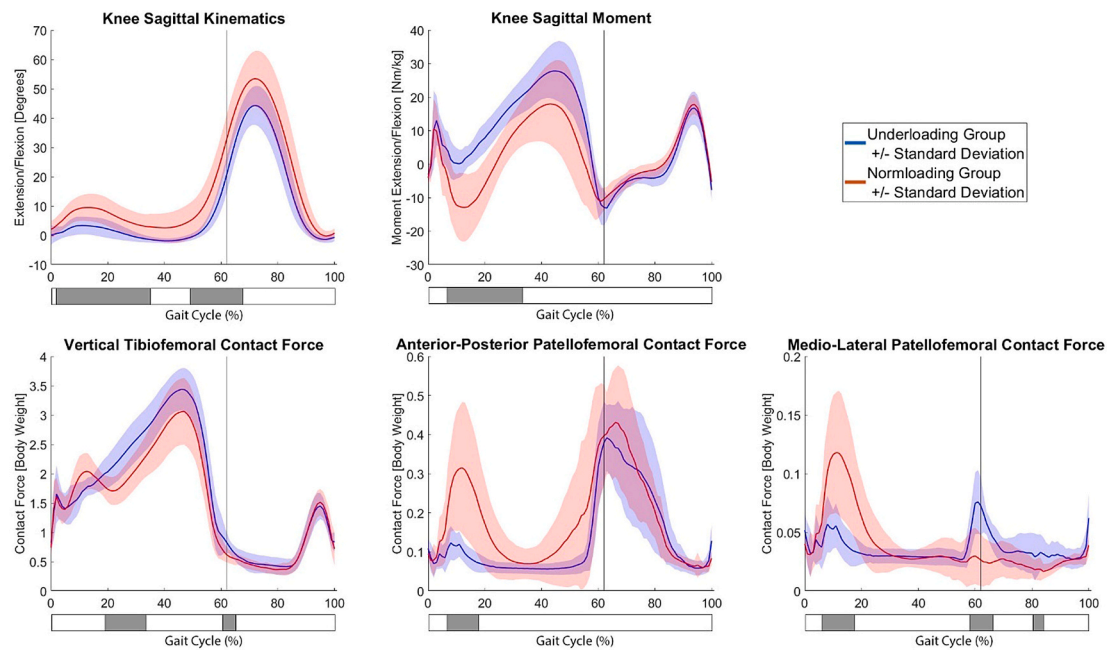 Knee Sagittal Kinematics
Extension/Flexion [Degrees]
70
60
50
40
30
20
10
0
-10
0 20 40 60 80 100
Gait Cycle (%)
Knee Sagittal Moment
Moment Extension/Flexion [Nm/kg]
40
30
20
10
0
-10
-20
-30
0 20 40 60 80 100
Gait Cycle (%)
Underloading Group
+/- Standard Deviation
Normloading Group
+/- Standard Deviation
Vertical Tibiofemoral Contact Force
Contact Force [Body Weight]
4
3.5
3
2.5
2
1.5
1
0.5
0
0 20 40 60 80 100
Gait Cycle (%)
Anterior-Posterior Patellofemoral Contact Force
Contact Force [Body Weight]
0.6
0.5
0.4
0.3
0.2
0.1
0
0 20 40 60 80 100
Gait Cycle (%)
Medio-Lateral Patellofemoral Contact Force
Contact Force [Body Weight]
0.2
0.15
0.1
0.05
0
0 20 40 60 80 100
Gait Cycle (%)